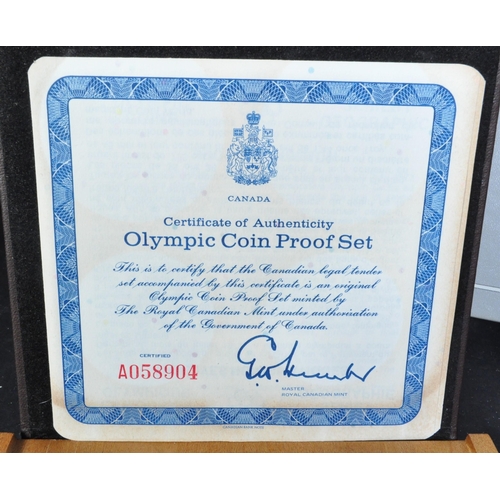 CANADA
Certificate of Authenticity
Olympic Coin Proof Set
This is to certify that the Canadian legal tender
set accompanied by this certificate is an original
Olympic Coin Proof Set minted by
The Royal Canadian Mint under authorization
of the Government of Canada.
CERTIFIED
A058904
MASTER
ROYAL CANADIAN MINT